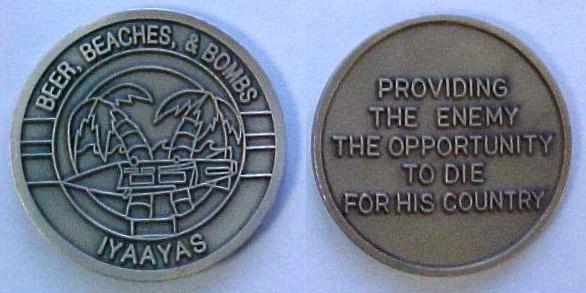 BEER, BEACHES, & BOMBS
IYAAYAS
PROVIDING
THE ENEMY
THE OPPORTUNITY
TO DIE
FOR HIS COUNTRY